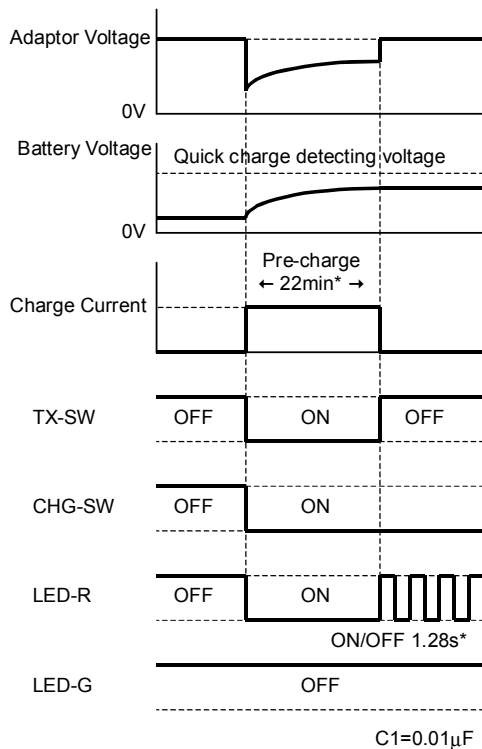 Adaptor Voltage
0V
Battery Voltage
Quick charge detecting voltage
0V
Pre-charge
← 22min* →
Charge Current
TX-SW OFF ON OFF
CHG-SW OFF ON
LED-R OFF ON
ON/OFF 1.28s*
LED-G OFF
C1=0.01μF